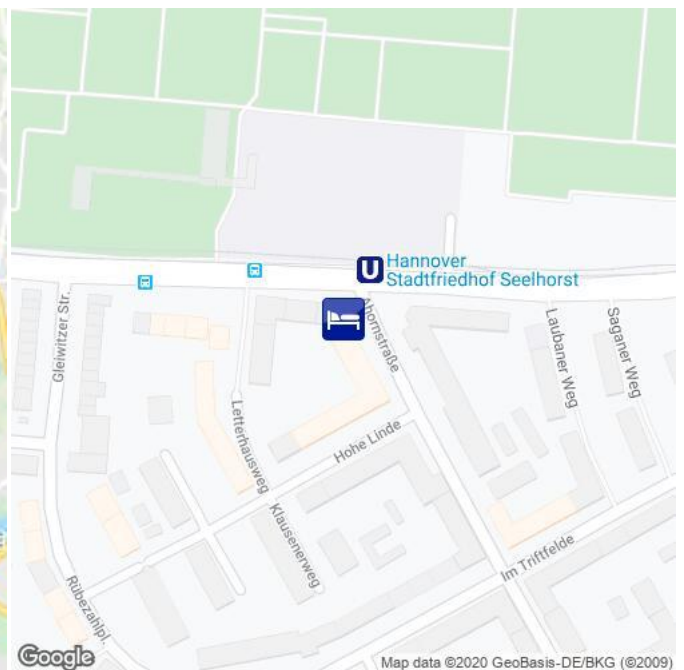 U Hannover
Stadtfriedhof Seelhorst
Gleiwitzer Str.
Ahornstraße
Laubaner Weg
Saganer Weg
Letterhausweg
Hohe Linde
Klausenerweg
Im Triftfelde
Rübezahlpl.
Google
Map data ©2020 GeoBasis-DE/BKG (©2009)